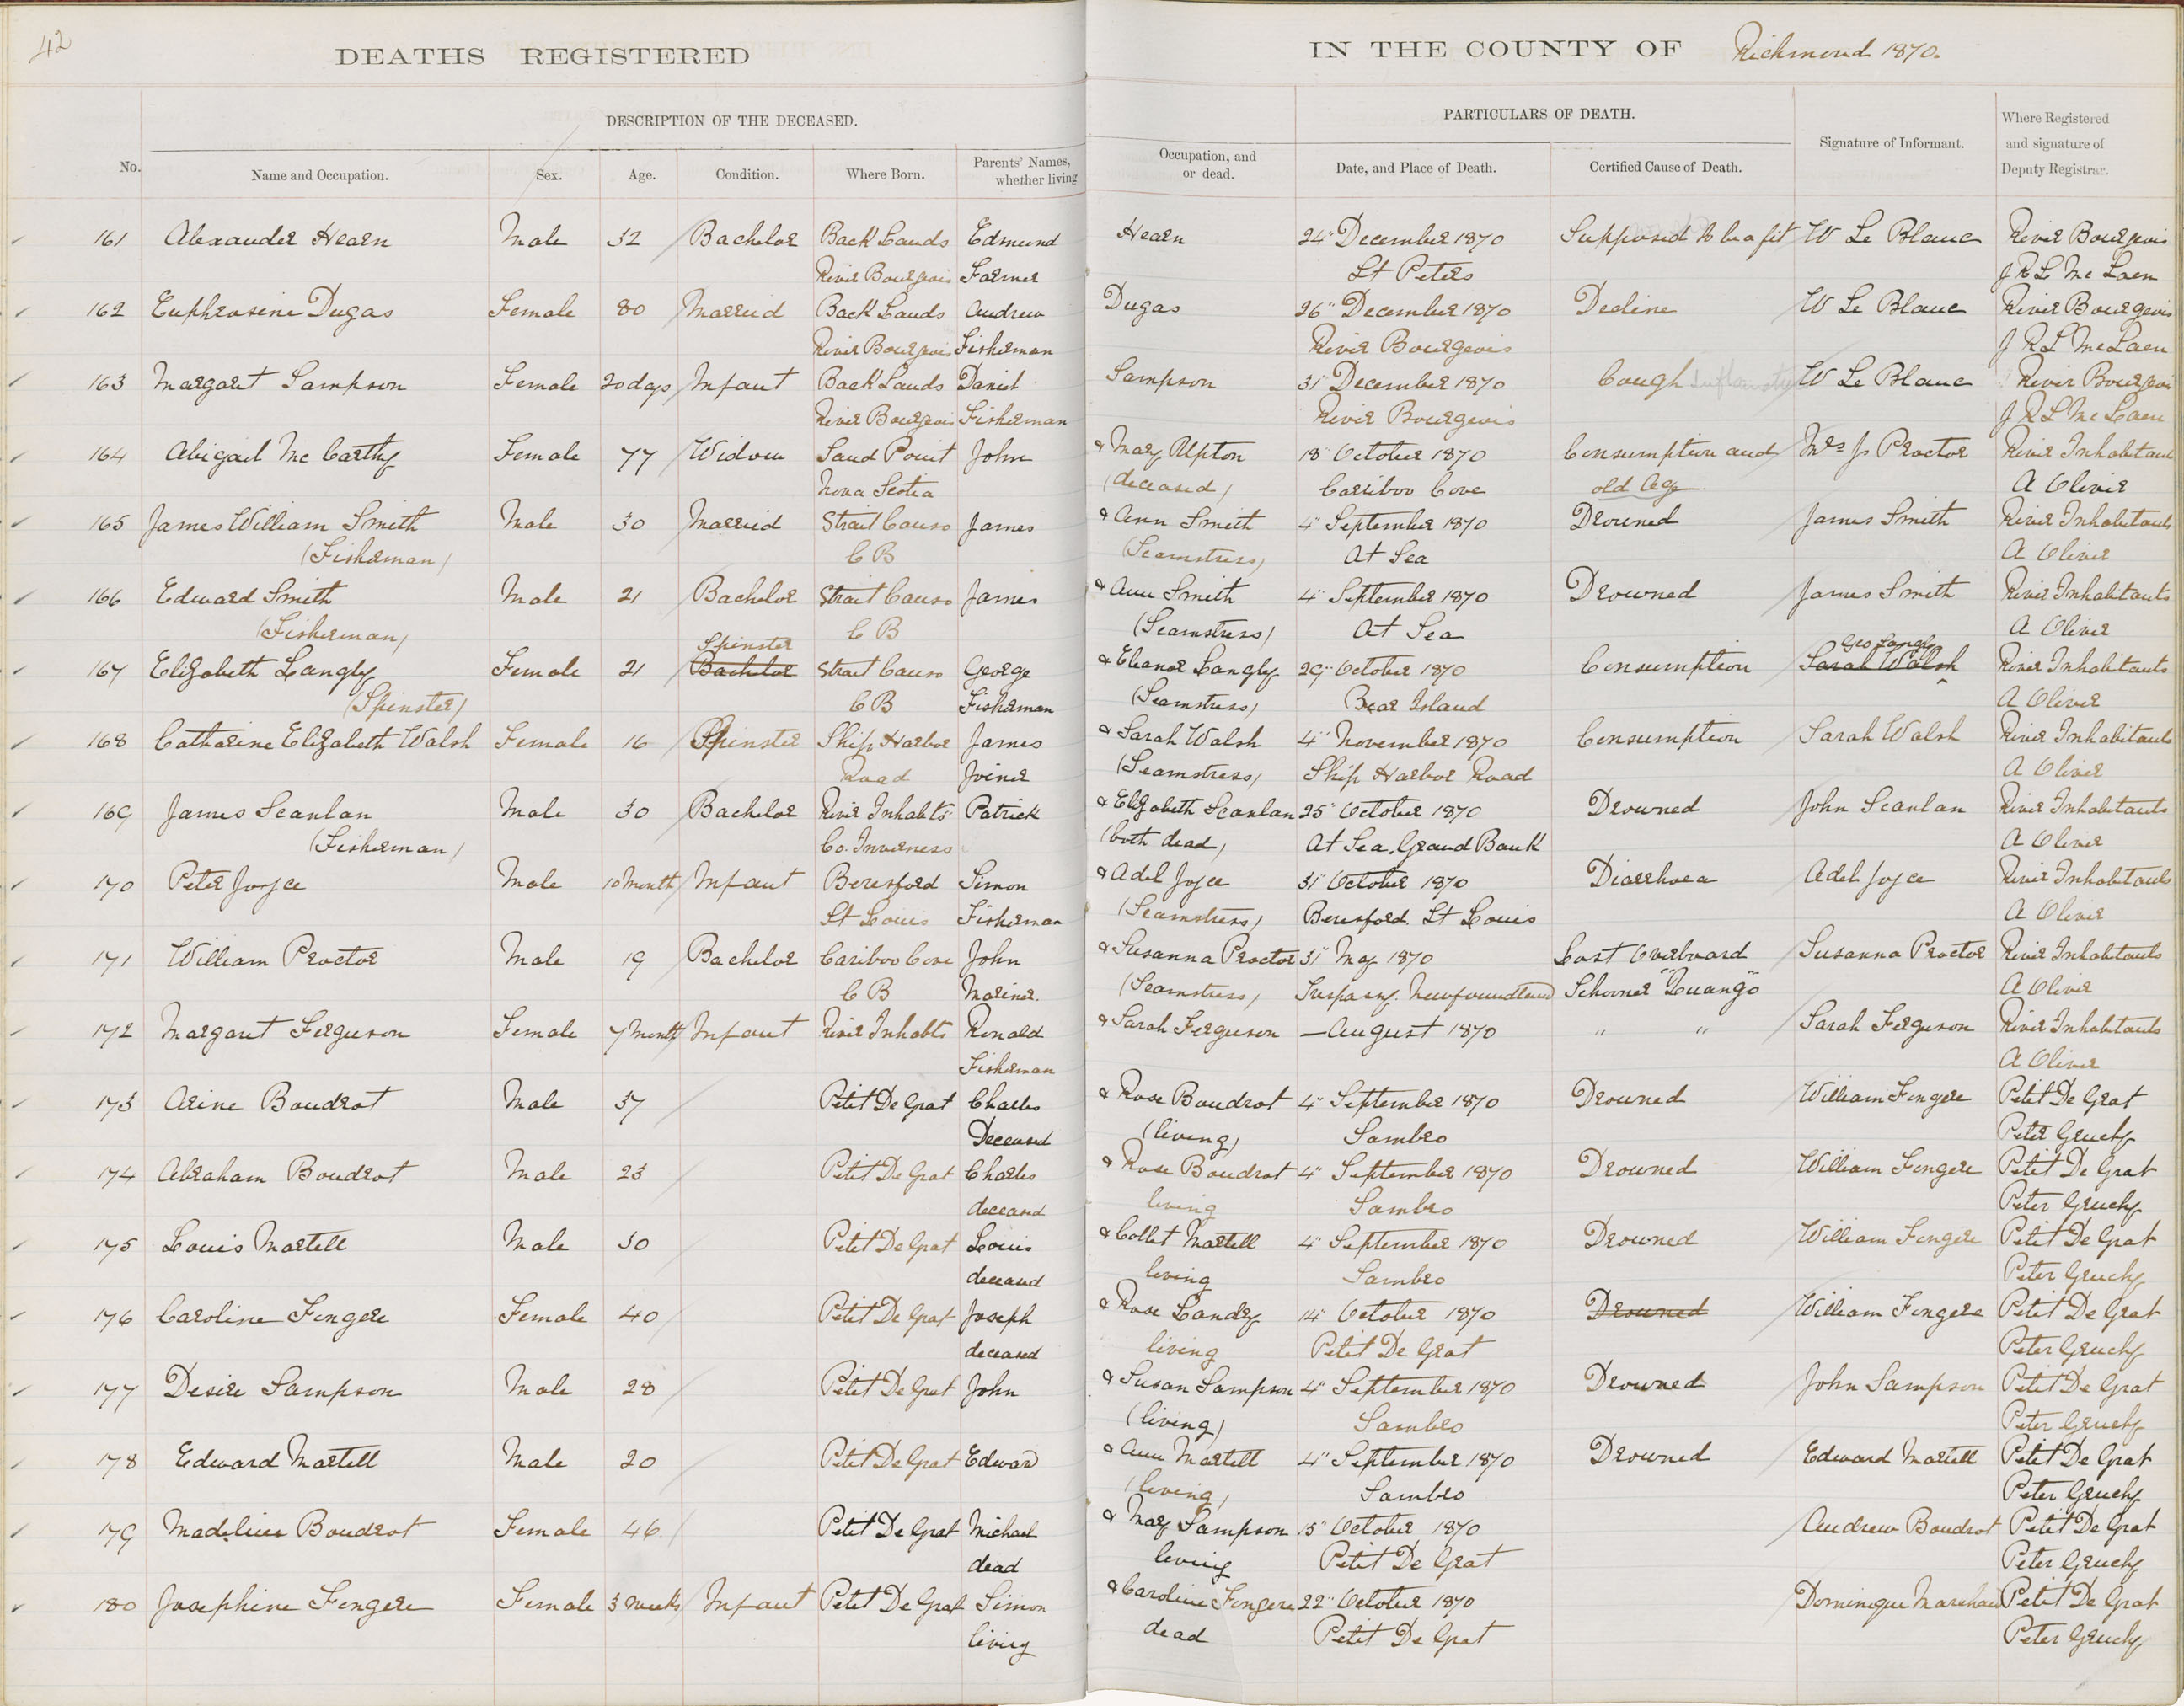 42
DEATHS REGISTERED IN THE COUNTY OF Richmond 1870.
DESCRIPTION OF THE DECEASED. PARTICULARS OF DEATH.
No. Name and Occupation. Sex. Age. Condition. Where Born. Parents' Names, whether living Occupation, and or dead. Date, and Place of Death. Certified Cause of Death. Signature of Informant. Where Registered and signature of Deputy Registrar.
161 Alexander Hearn Male 32 Bachelor Back Lands Edmund Hearn 24" December 1870 Supposed to be a fit W Le Blanc River Bourgeois
River Bourgeois Farmer St Peters J R L McLaen
162 Euphrosine Dugas Female 80 Married Back Lands Andrew Dugas 26" December 1870 Decline W Le Blanc River Bourgeois
River Bourgeois Fisherman River Bourgeois J R L McLaen
163 Margaret Sampson Female 20 days Infant Back Lands Daniel Sampson 31" December 1870 Cough W Le Blanc River Bourgeois
River Bourgeois Fisherman River Bourgeois J R L McLaen
164 Abigail McCarthy Female 77 Widow Sand Point John & Mary Upton 18" October 1870 Consumption and Mrs J. Proctor River Inhabitants
Nova Scotia (deceased) Cariboo Cove old Age A Oliver
165 James William Smith Male 30 Married Strait Canso James & Ann Smith 4" September 1870 Drowned James Smith River Inhabitants
(Fisherman) C B (Seamstress) At Sea A Oliver
166 Edward Smith Male 21 Bachelor Strait Canso James & Ann Smith 4" September 1870 Drowned James Smith River Inhabitants
(Fisherman) C B (Seamstress) At Sea A Oliver
Spinster Geo Langly
167 Elizabeth Langly Female 21 Bachelor Strait Canso George & Eleanor Langly 29" October 1870 Consumption Sarah Walsh River Inhabitants
(Spinster) C B Fisherman (Seamstress) Bear Island A Oliver
168 Catharine Elizabeth Walsh Female 16 Spinster Ship Harbor James & Sarah Walsh 4" November 1870 Consumption Sarah Walsh River Inhabitants
Road Joiner (Seamstress) Ship Harbor Road A Oliver
169 James Scanlan Male 30 Bachelor River Inhabts Patrick & Elizabeth Scanlan 25" October 1870 Drowned John Scanlan River Inhabitants
(Fisherman) Co. Inverness (both dead) At Sea. Grand Bank A Oliver
170 Peter Joyce Male 10 Month Infant Beresford Simon & Adel Joyce 31" October 1870 Diarrhoea Adel Joyce River Inhabitants
St Louis Fisherman (Seamstress) Beresford. St Louis A Oliver
171 William Proctor Male 19 Bachelor Cariboo Cove John & Susanna Proctor 31" May 1870 Cast Overboard Susanna Proctor River Inhabitants
C B Mariner. (Seamstress) Newfoundland Schooner A Oliver
172 Margaret Ferguson Female 7 month Infant River Inhabts Ronald & Sarah Ferguson — August 1870 " " Sarah Ferguson River Inhabitants
Fisherman A Oliver
173 Arine Boudrot Male 37 Petit De Grat Charles & Rose Boudrot 4" September 1870 Drowned William Fougere Petit De Grat
Deceased (living) Sambro Peter Gruchy
174 Abraham Boudrot Male 23 Petit De Grat Charles & Rose Boudrot 4" September 1870 Drowned William Fougere Petit De Grat
deceased living Sambro Peter Gruchy
175 Louis Martell Male 30 Petit De Grat Louis & Collet Martell 4" September 1870 Drowned William Fougere Petit De Grat
deceased living Sambro Peter Gruchy
176 Caroline Fougere Female 40 Petit De Grat Joseph & Rose Landry 14" October 1870 Drowned William Fougere Petit De Grat
deceased living Petit De Grat Peter Gruchy
177 Desire Sampson Male 28 Petit De Grat John & Susan Sampson 4" September 1870 Drowned John Sampson Petit De Grat
(living) Sambro Peter Gruchy
178 Edward Martell Male 20 Petit De Grat Edward & Ann Martell 4" September 1870 Drowned Edward Martell Petit De Grat
(living) Sambro Peter Gruchy
179 Madeline Boudrot Female 46 Petit De Grat Michael & Mary Sampson 15" October 1870 Andrew Boudrot Petit De Grat
dead living Petit De Grat Peter Gruchy
180 Josephine Fougere Female 3 weeks Infant Petit De Grat Simon & Caroline Fougere 22" October 1870 Dominique Petit De Grat
living dead Petit De Grat Peter Gruchy